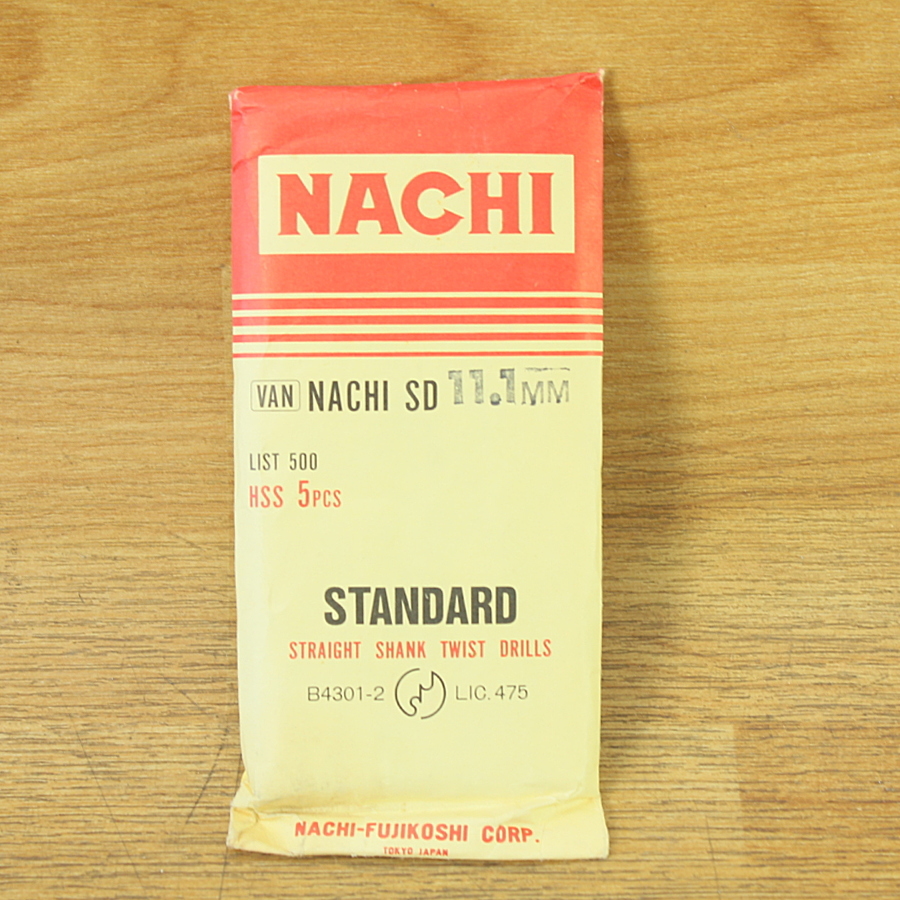 NACHI
VAN NACHI SD 11.1MM
LIST 500
HSS 5PCS
STANDARD
STRAIGHT SHANK TWIST DRILLS
B4301-2 LIC. 475
NACHI-FUJIKOSHI CORP.
TOKYO JAPAN